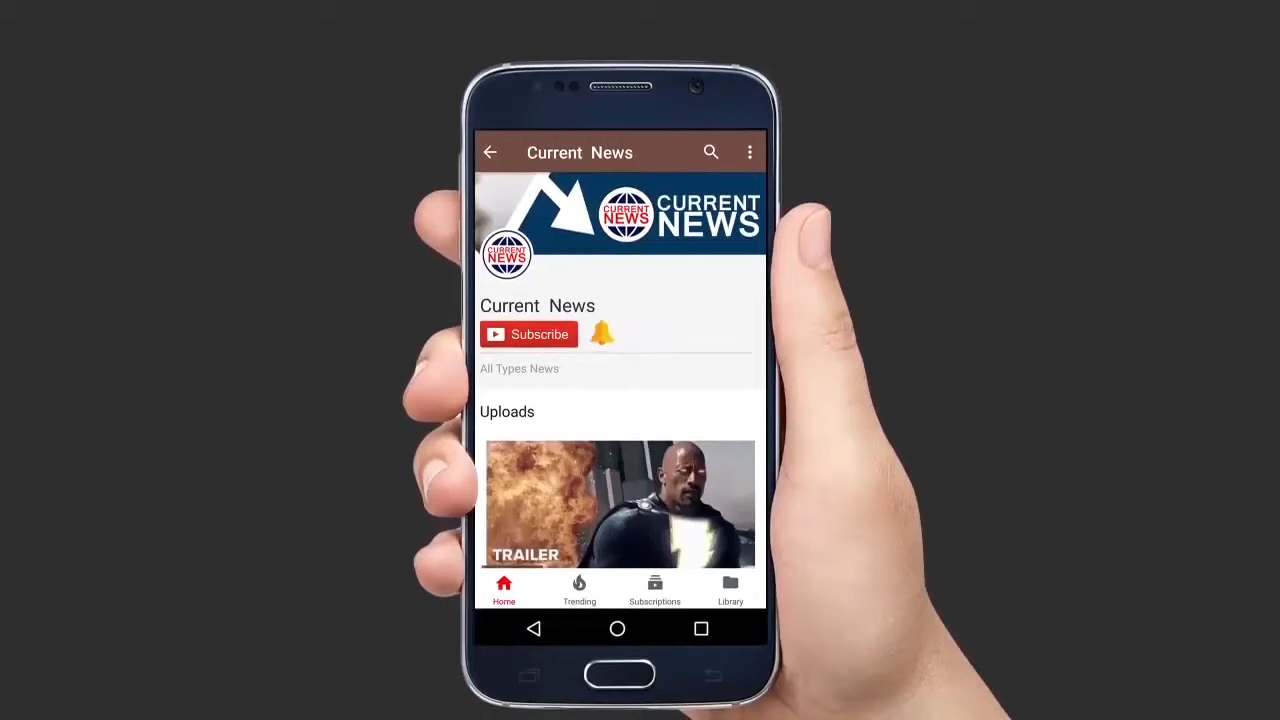 Current News
CURRENT
NEWS
CURRENT
NEWS
CURRENT
NEWS
Current News
Subscribe
All Types News
Uploads
TRAILER
Home
Trending
Subscriptions
Library